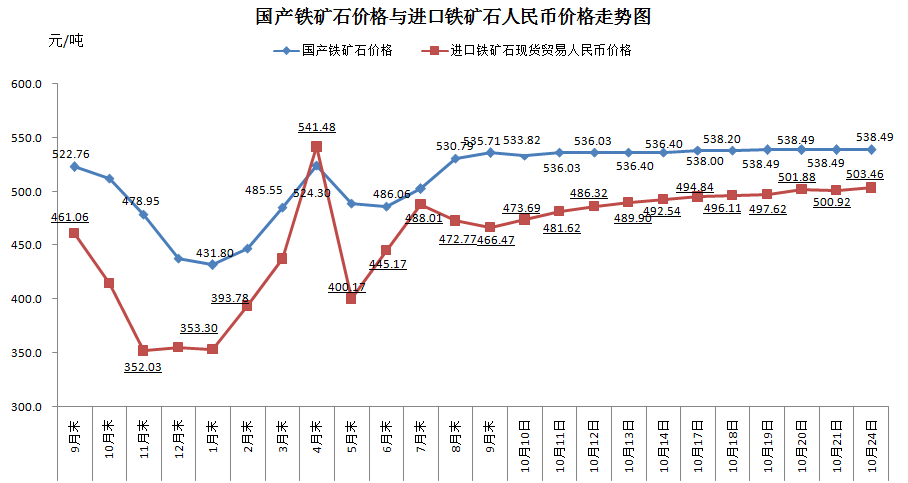 国产铁矿石价格与进口铁矿石人民币价格走势图
元/吨
国产铁矿石价格
进口铁矿石现货贸易人民币价格
600.0
550.0
500.0
450.0
400.0
350.0
300.0
522.76
478.95
431.80
485.55
524.30
486.06
530.79
535.71
533.82
536.03
536.03
536.40
536.40
538.00
538.20
538.49
538.49
538.49
538.49
461.06
352.03
353.30
393.78
541.48
400.17
445.17
488.01
472.77
466.47
473.69
481.62
486.32
489.90
492.54
494.84
496.11
497.62
501.88
500.92
503.46
9月末
10月末
11月末
12月末
1月末
2月末
3月末
4月末
5月末
6月末
7月末
8月末
9月末
10月10日
10月11日
10月12日
10月13日
10月14日
10月17日
10月18日
10月19日
10月20日
10月21日
10月24日